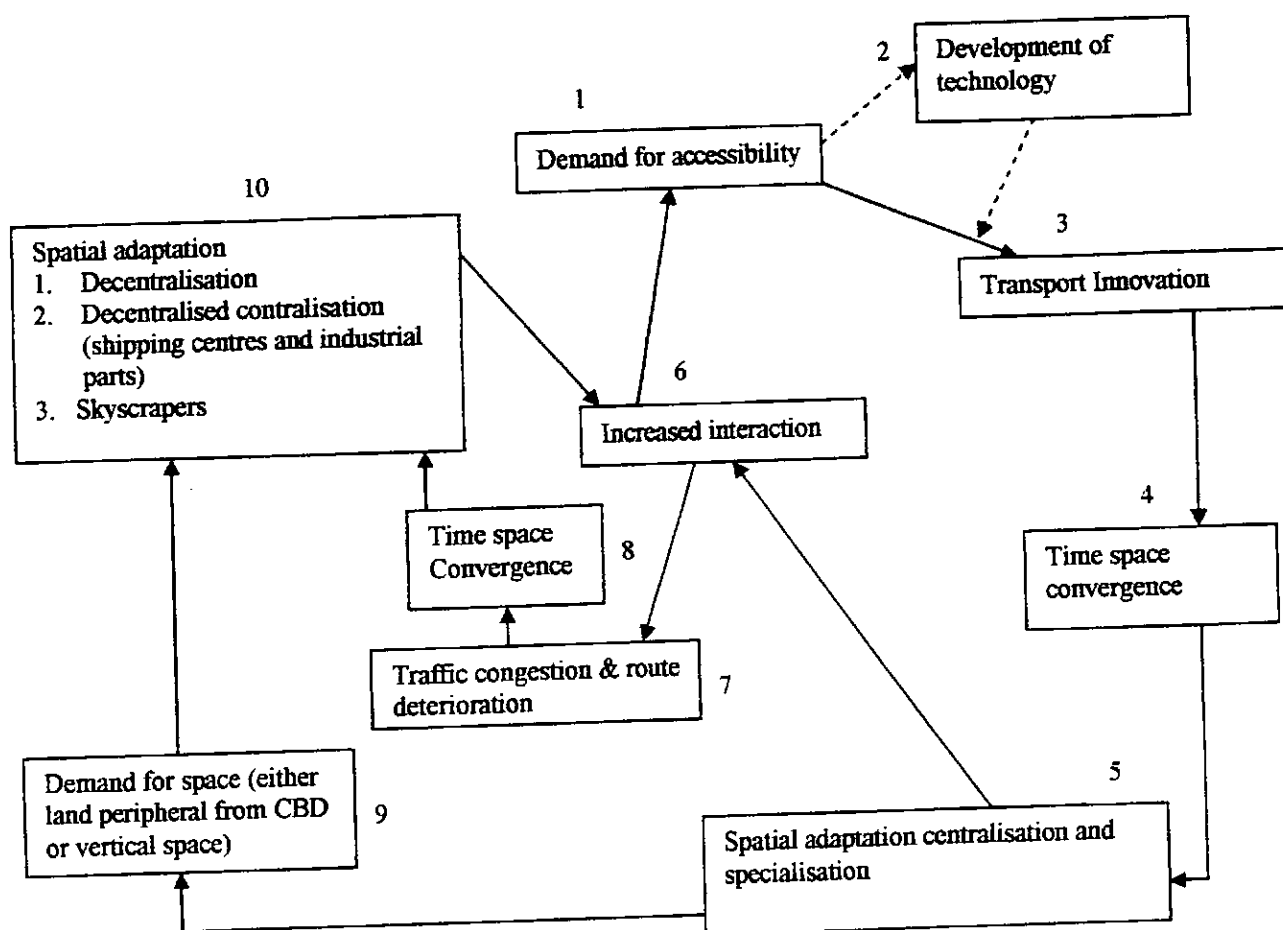 2
Development of
technology
1
Demand for accessibility
10
3
Spatial adaptation
1. Decentralisation
2. Decentralised contralisation
(shipping centres and industrial
parts)
3. Skyscrapers
Transport Innovation
6
Increased interaction
4
Time space
Convergence
8
Time space
convergence
Traffic congestion & route
deterioration
7
5
Demand for space (either
land peripheral from CBD
or vertical space)
9
Spatial adaptation centralisation and
specialisation